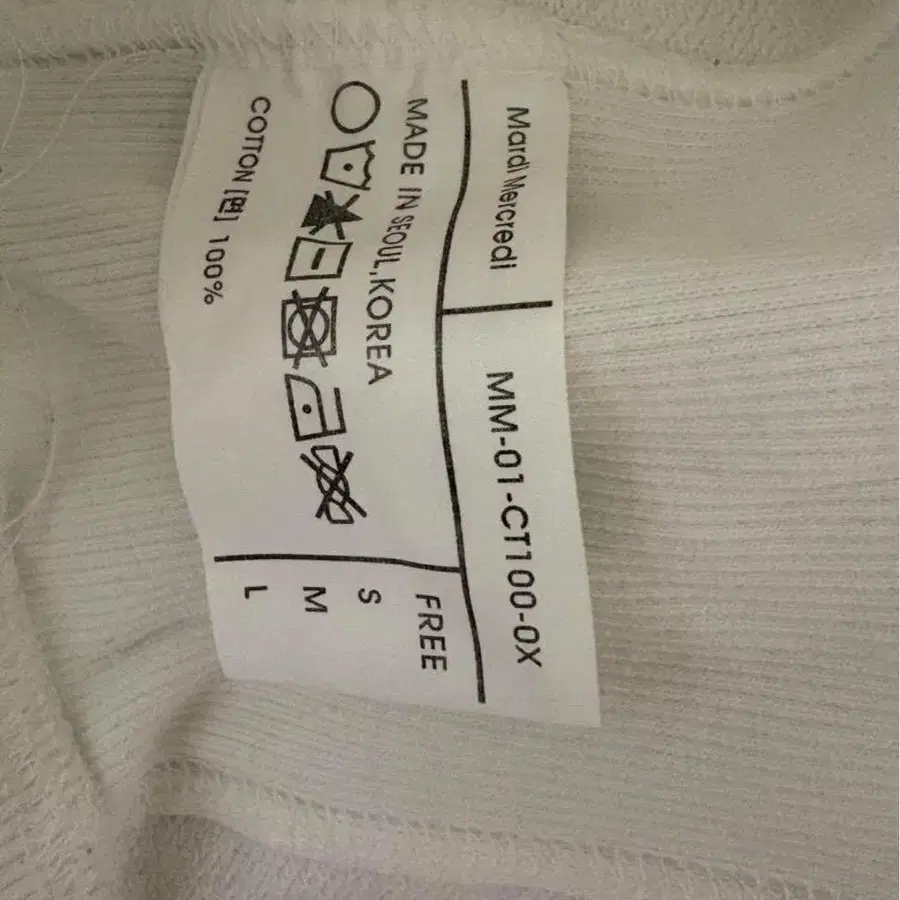 Mardi Mercredi
MM-01-CT100-0X
MADE IN SEOUL,KOREA
COTTON [면] 100%
FREE
S
M
L